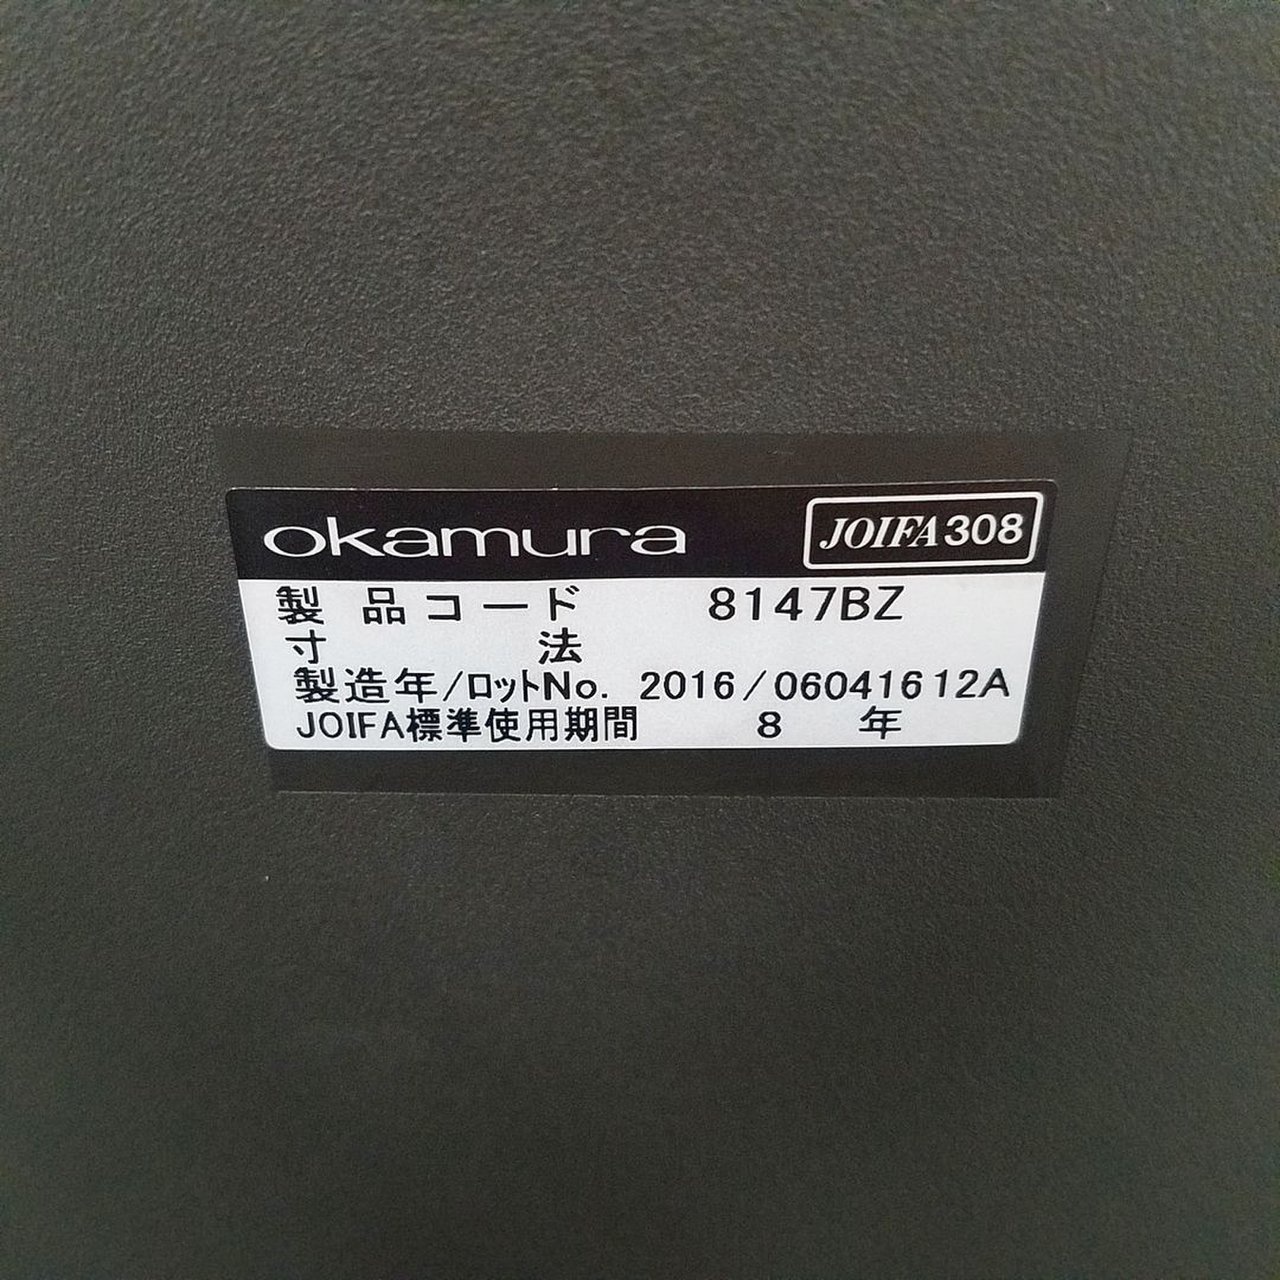 okamura JOIFA308
製品コード 8147BZ
寸法
製造年/ロットNo. 2016/06041612A
JOIFA標準使用期間 8 年